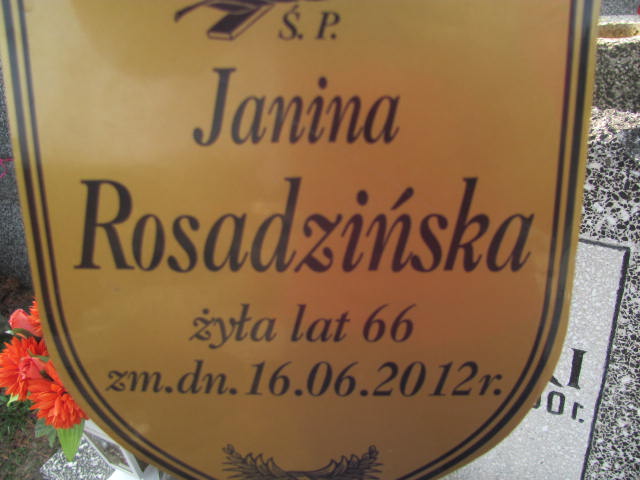 Ś. P.
Janina
Rosadzińska
żyła lat 66
zm.dn.16.06.2012r.